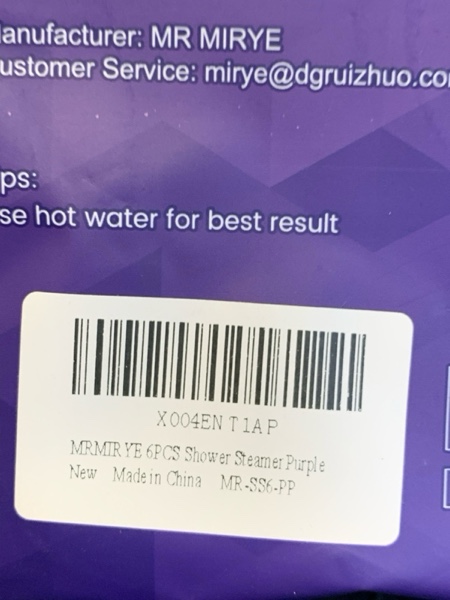 anufacturer: MR MIRYE
ustomer Service: mirye@dgruizhuo.co
ps:
se hot water for best result
X004ENT1AP
MRMIRYE 6PCS Shower Steamer Purple
New Made in China MR-SS6-PP